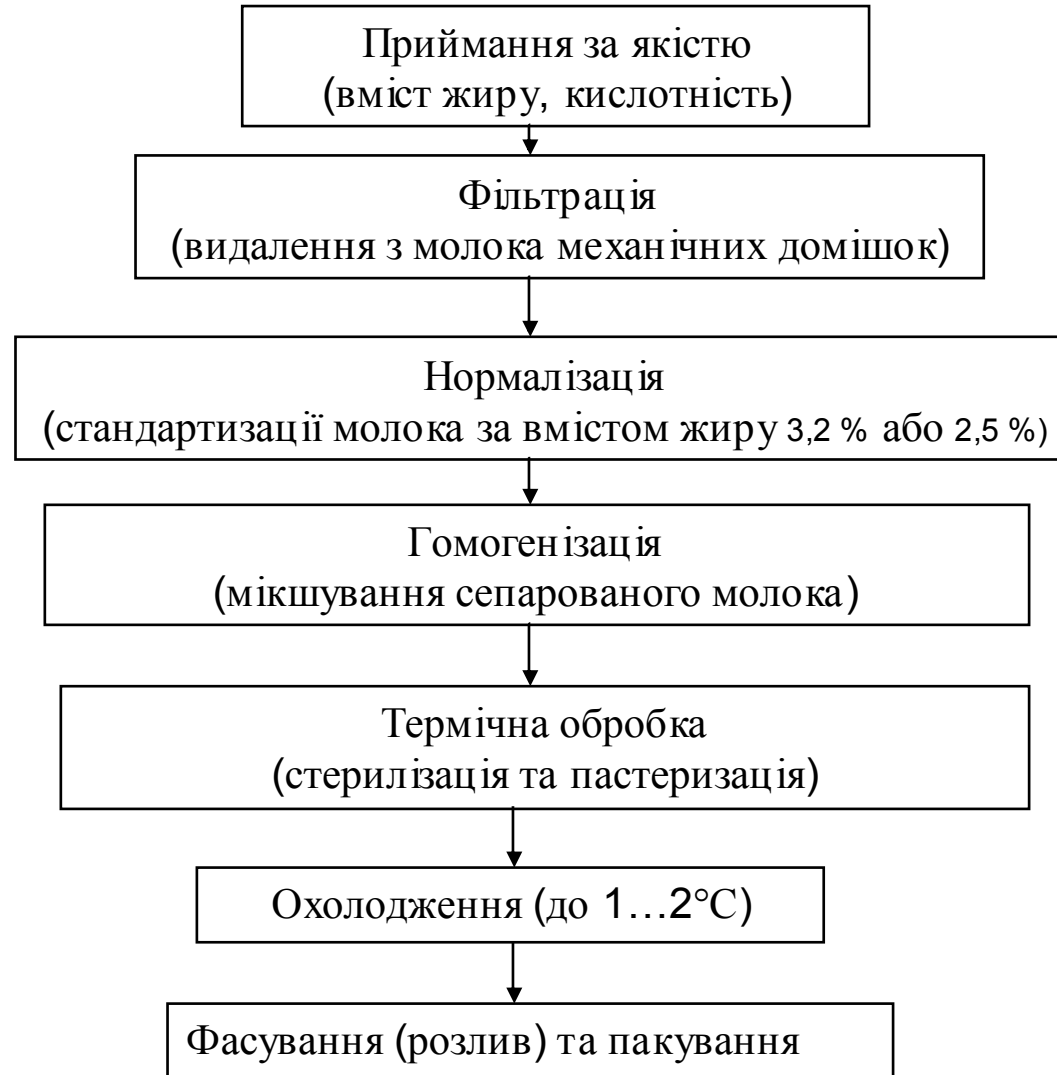 Приймання за якістю
(вміст жиру, кислотність)
Фільтрація
(видалення з молока механічних домішок)
Нормалізація
(стандартизації молока за вмістом жиру 3,2 % або 2,5 %)
Гомогенізація
(мікшування сепарованого молока)
Термічна обробка
(стерилізація та пастеризація)
Охолодження (до 1…2°С)
Фасування (розлив) та пакування